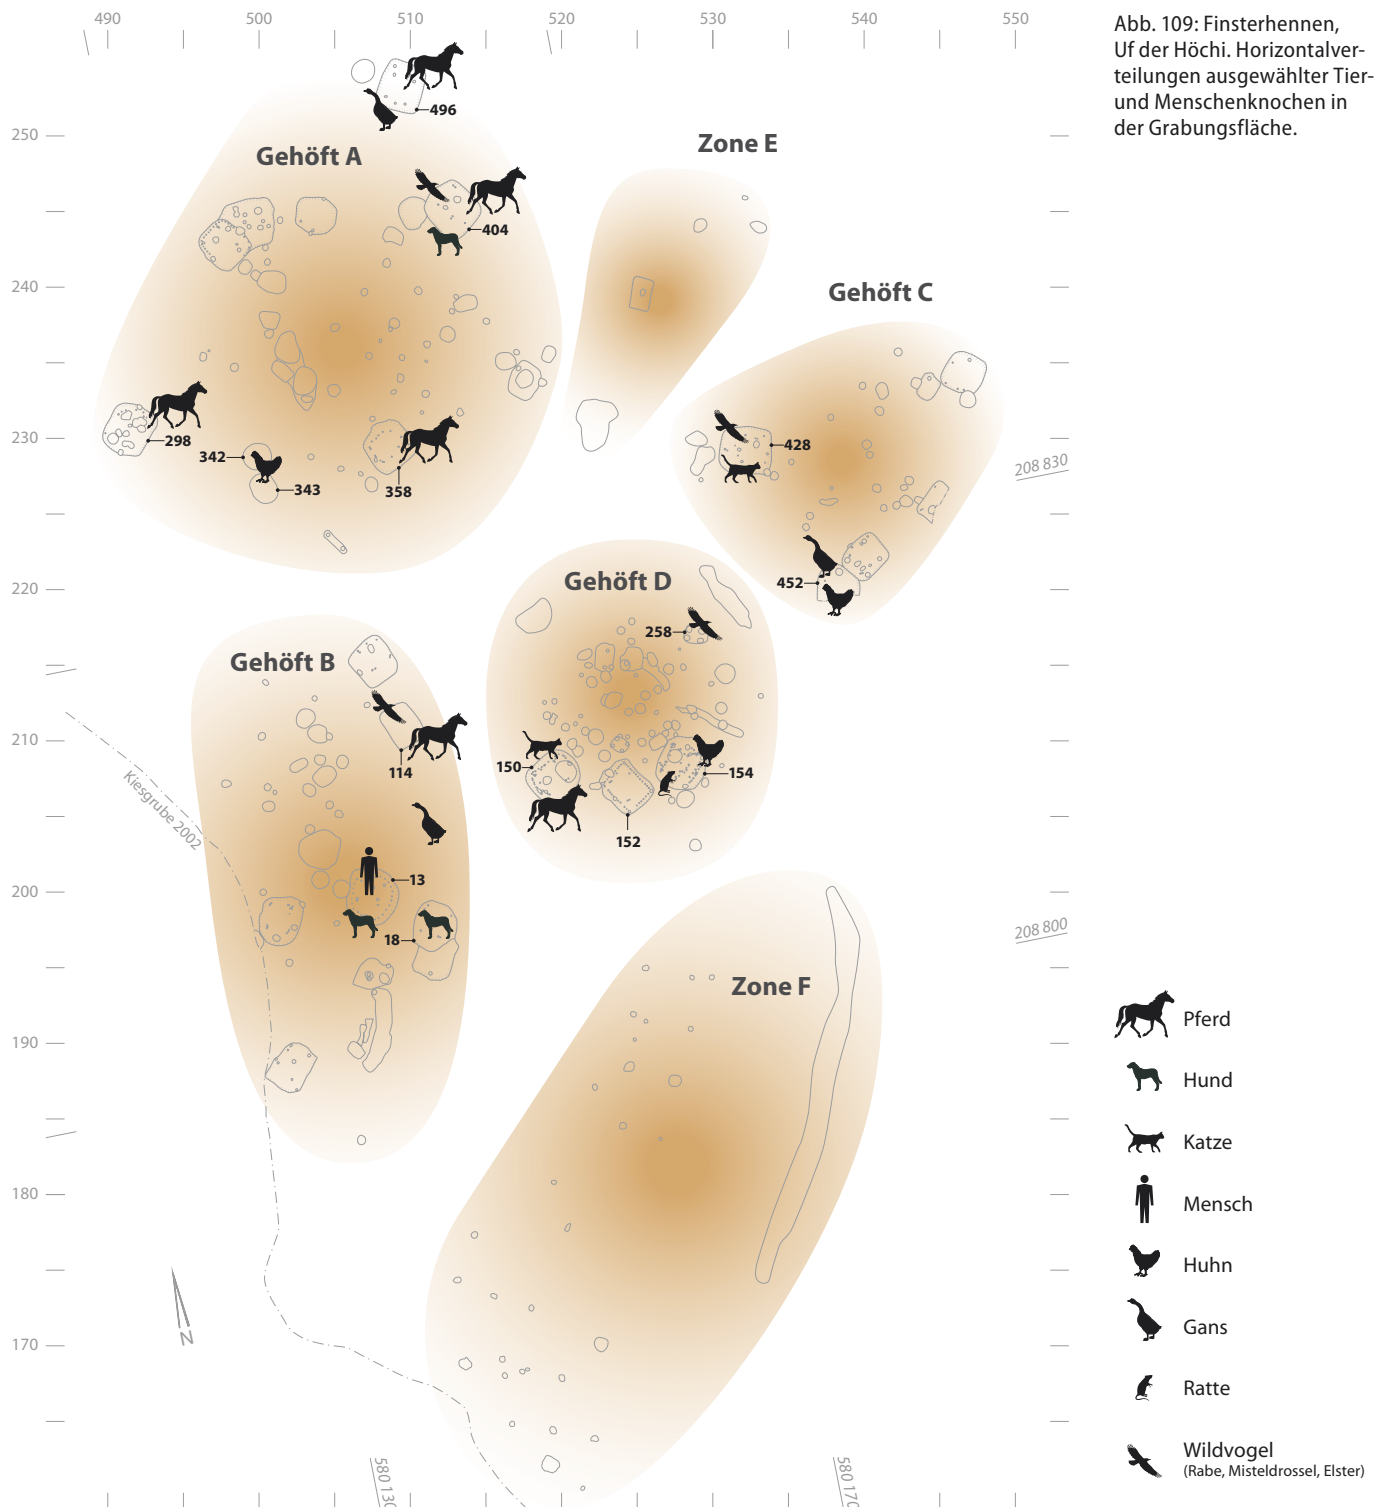 490 500 510 520 530 540 550
Abb. 109: Finsterhennen,
Uf der Höchi. Horizontalver-
teilungen ausgewählter Tier-
und Menschenknochen in
der Grabungsfläche.
496
250
Zone E
Gehöft A
404
240
Gehöft C
298
230
428
342
343
358
208 830
220
Gehöft D
452
258
Gehöft B
210
114
150
154
Kiesgrube 2002
152
13
200
18
208 800
Zone F
190
Pferd
Hund
Katze
180
Mensch
Huhn
Gans
N
170
Ratte
Wildvogel
(Rabe, Misteldrossel, Elster)
580 130
580 170